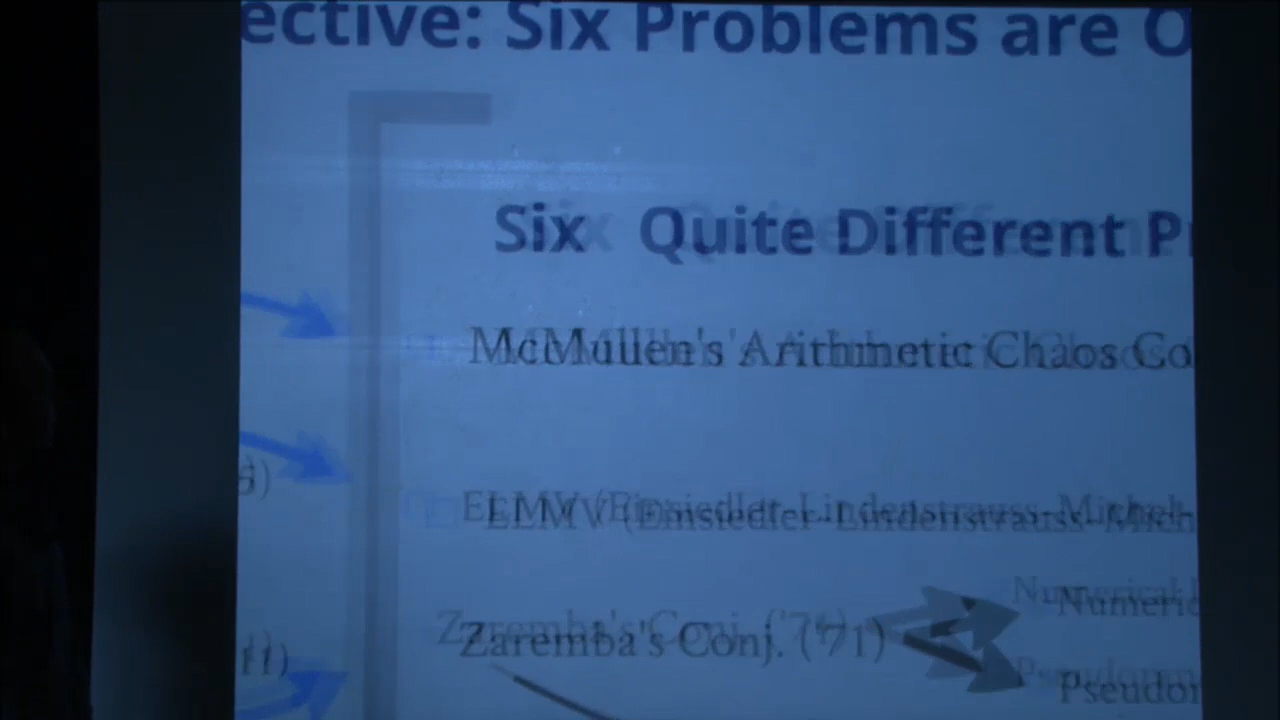 ective: Six Problems are O
Six Quite Different P
McMullen's Arithmetic Chaos Co
ELMV (Einsiedler-Lindenstrauss-Michel-
Numeric
Zaremba's Conj. ('71)
Pseudor